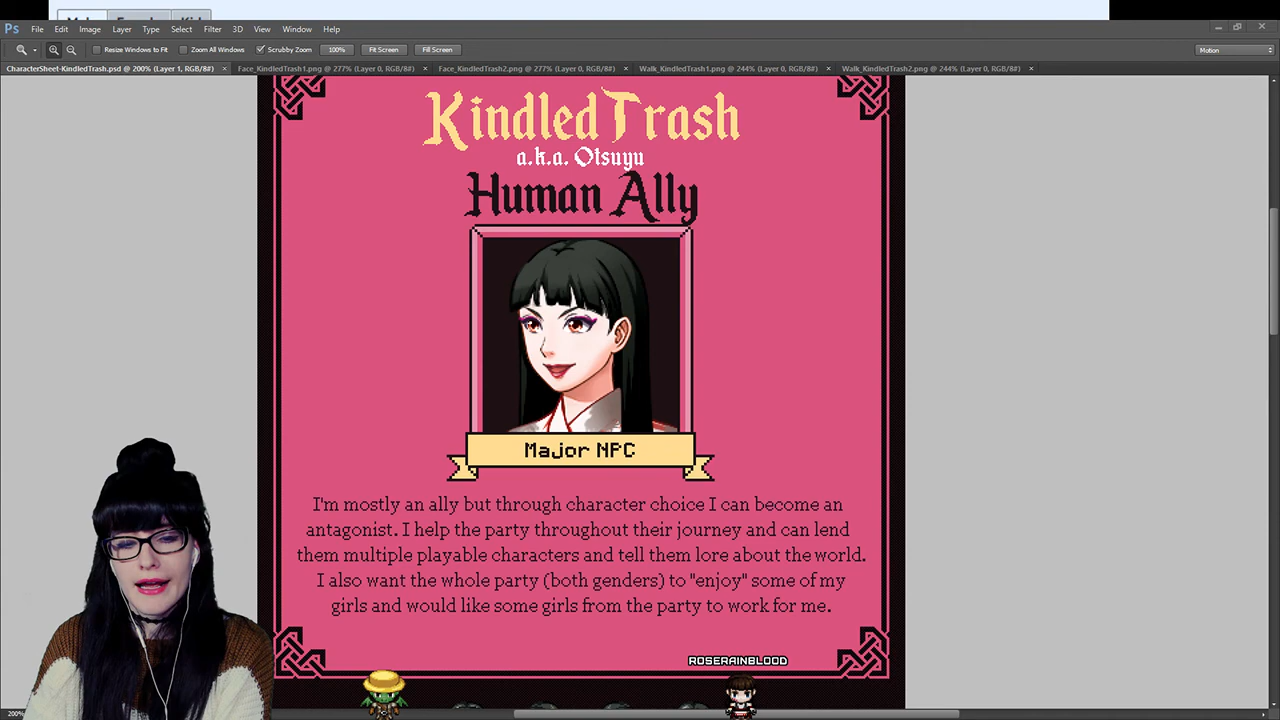 Ps File Edit Image Layer Type Select Filter 3D View Window Help
Resize Windows to Fit Zoom All Windows Scrubby Zoom 100% Fit Screen Fill Screen Motion
CharacterSheet-KindledTrash.psd @ 200% (Layer 1, RGB/8#) × Face_KindledTrash1.png @ 277% (Layer 0, RGB/8#) × Face_KindledTrash2.png @ 277% (Layer 0, RGB/8#) × Walk_KindledTrash1.png @ 244% (Layer 0, RGB/8#) × Walk_KindledTrash2.png @ 244% (Layer 0, RGB/8#) ×
KindledTrash
a.k.a. Otsuyu
Human Ally
Major NPC
I'm mostly an ally but through character choice I can become an
antagonist. I help the party throughout their journey and can lend
them multiple playable characters and tell them lore about the world.
I also want the whole party (both genders) to "enjoy" some of my
girls and would like some girls from the party to work for me.
ROSERAINBLOOD
200%